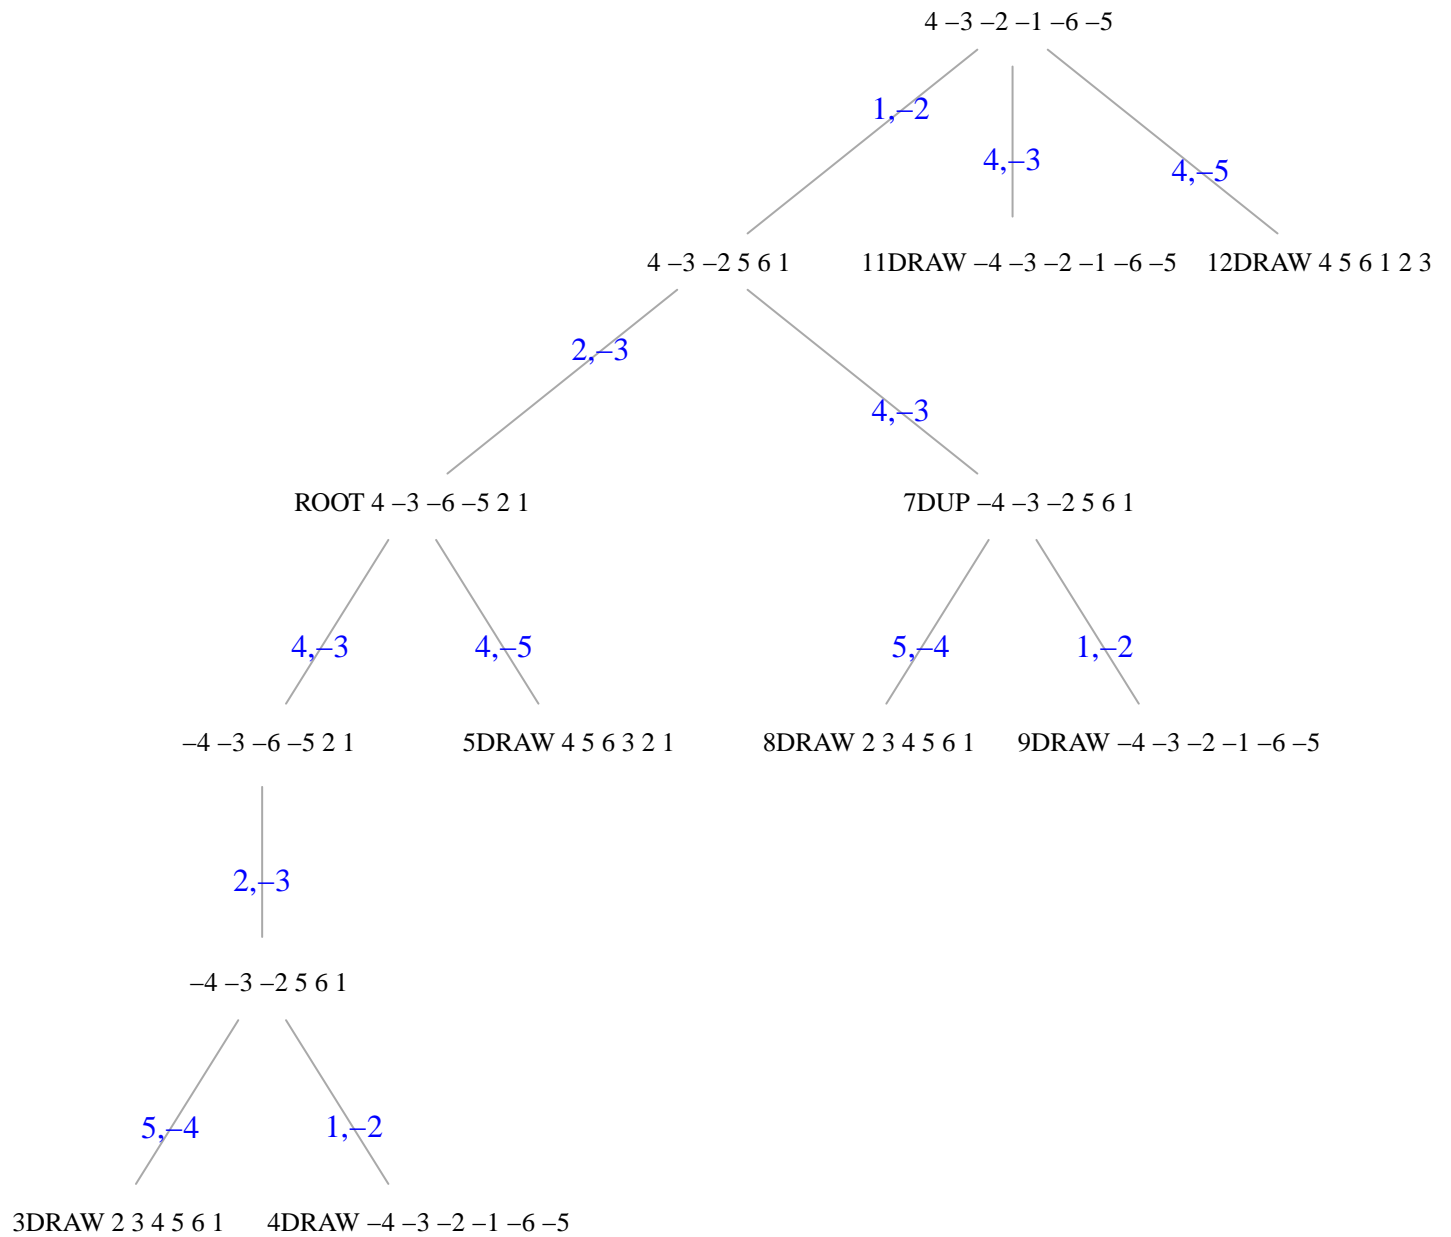 4 –3 –2 –1 –6 –5
1,–2
4,–3
4,–5
4 –3 –2 5 6 1
11DRAW –4 –3 –2 –1 –6 –5
12DRAW 4 5 6 1 2 3
2,–3
4,–3
ROOT 4 –3 –6 –5 2 1
7DUP –4 –3 –2 5 6 1
4,–3
4,–5
5,–4
1,–2
–4 –3 –6 –5 2 1
5DRAW 4 5 6 3 2 1
8DRAW 2 3 4 5 6 1
9DRAW –4 –3 –2 –1 –6 –5
2,–3
–4 –3 –2 5 6 1
5,–4
1,–2
3DRAW 2 3 4 5 6 1
4DRAW –4 –3 –2 –1 –6 –5